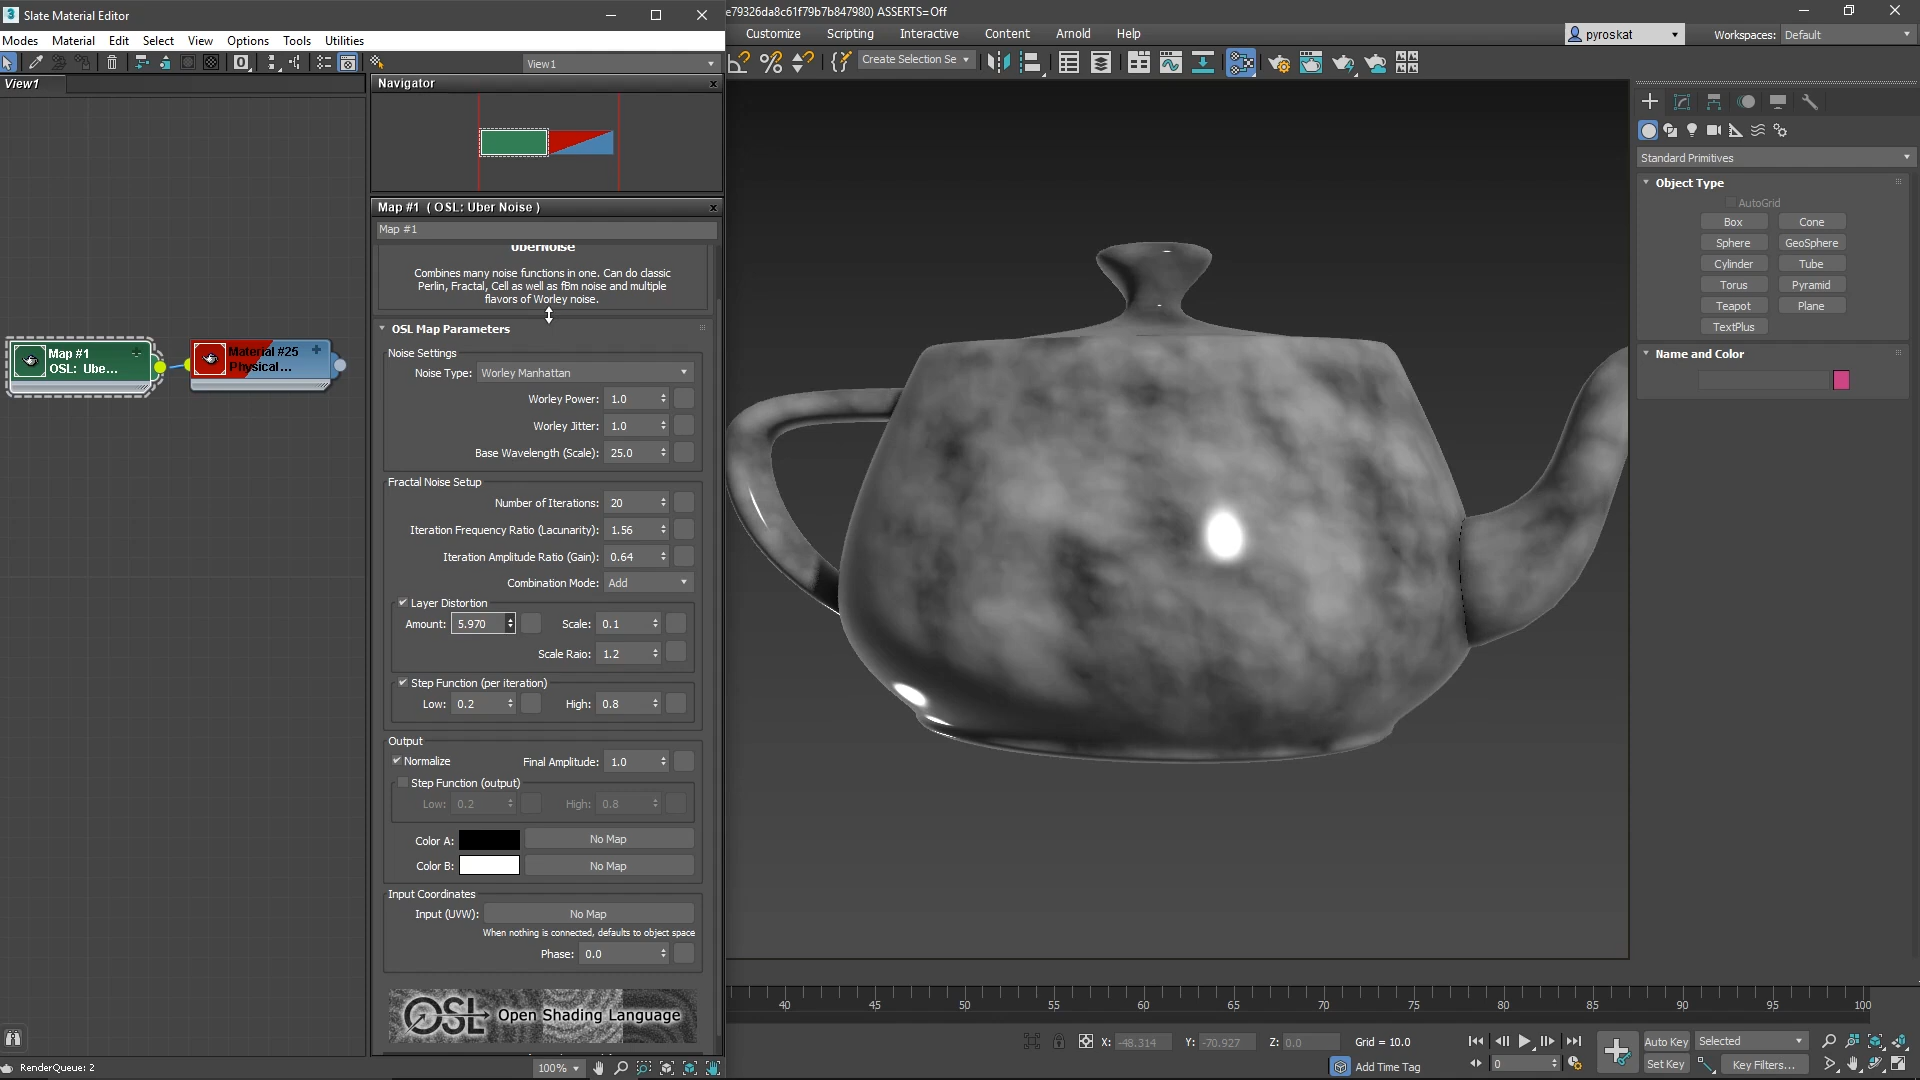 Slate Material Editor
Modes Material Edit Select View Options Tools Utilities
View1
View1
Navigator
Map #1 ( OSL: Uber Noise )
Map #1
UberNoise
Combines many noise functions in one. Can do classic
Perlin, Fractal, Cell as well as fBm noise and multiple
flavors of Worley noise.
OSL Map Parameters
Noise Settings
Noise Type: Worley Manhattan
Worley Power: 1.0
Worley Jitter: 1.0
Base Wavelength (Scale): 25.0
Fractal Noise Setup
Number of Iterations: 20
Iteration Frequency Ratio (Lacunarity): 1.56
Iteration Amplitude Ratio (Gain): 0.64
Combination Mode: Add
Layer Distortion
Amount: 5.970 Scale: 0.1
Scale Raio: 1.2
Step Function (per iteration)
Low: 0.2 High: 0.8
Output
Normalize Final Amplitude: 1.0
Step Function (output)
Low: 0.2 High: 0.8
Color A: No Map
Color B: No Map
Input Coordinates
Input (UVW): No Map
When nothing is connected, defaults to object space
Phase: 0.0
OSL Open Shading Language
Map #1
OSL: Ube...
Material #25
Physical...
RenderQueue: 2
100%
e79326da8c61f79b7b847980) ASSERTS=Off
Customize Scripting Interactive Content Arnold Help
pyroskat
Workspaces: Default
Create Selection Se
Standard Primitives
Object Type
AutoGrid
Box Cone
Sphere GeoSphere
Cylinder Tube
Torus Pyramid
Teapot Plane
TextPlus
Name and Color
40 45 50 55 60 65 70 75 80 85 90 95 100
X: -48.314 Y: -70.927 Z: 0.0 Grid = 10.0
Add Time Tag
0
Auto Key Selected
Set Key Key Filters...